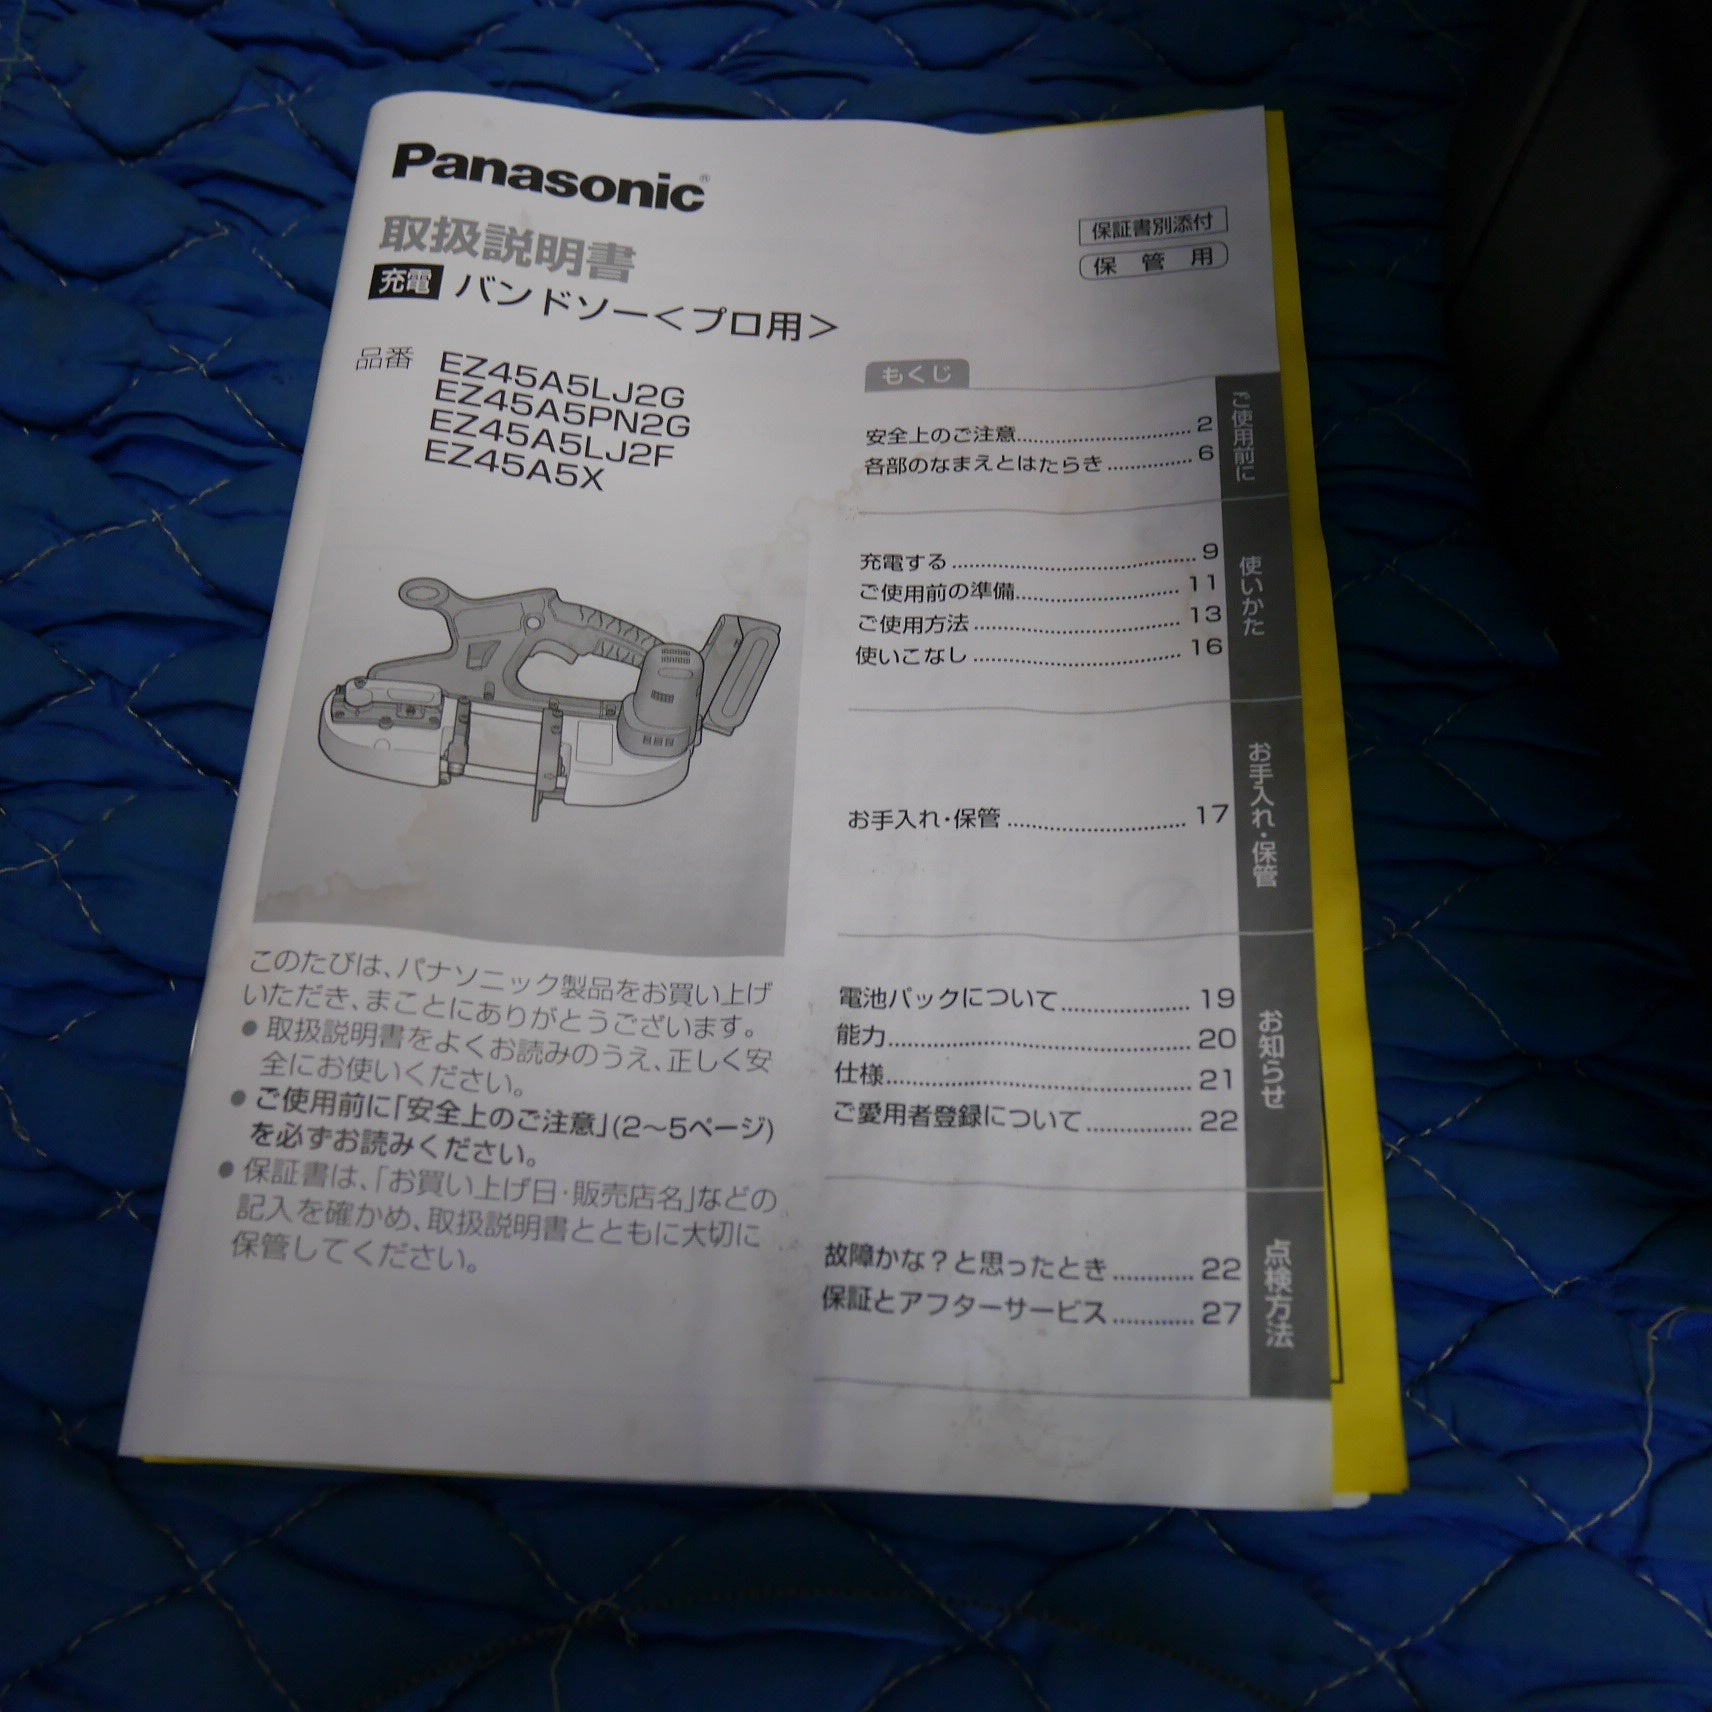 Panasonic®
取扱説明書
保証書別添付
保管用
充電 バンドソー<プロ用>
品番 EZ45A5LJ2G
EZ45A5PN2G
EZ45A5LJ2F
EZ45A5X
このたびは、パナソニック製品をお買い上げ
いただき、まことにありがとうございます。
● 取扱説明書をよくお読みのうえ、正しく安
全にお使いください。
● ご使用前に「安全上のご注意」(2〜5ページ)
を必ずお読みください。
● 保証書は、「お買い上げ日・販売店名」などの
記入を確かめ、取扱説明書とともに大切に
保管してください。
もくじ
ご使用前に
安全上のご注意 2
各部のなまえとはたらき 6
使いかた
充電する 9
ご使用前の準備 11
ご使用方法 13
使いこなし 16
お手入れ・保管
お手入れ・保管 17
お知らせ
電池パックについて 19
能力 20
仕様 21
ご愛用者登録について 22
点検方法
故障かな?と思ったとき 22
保証とアフターサービス 27